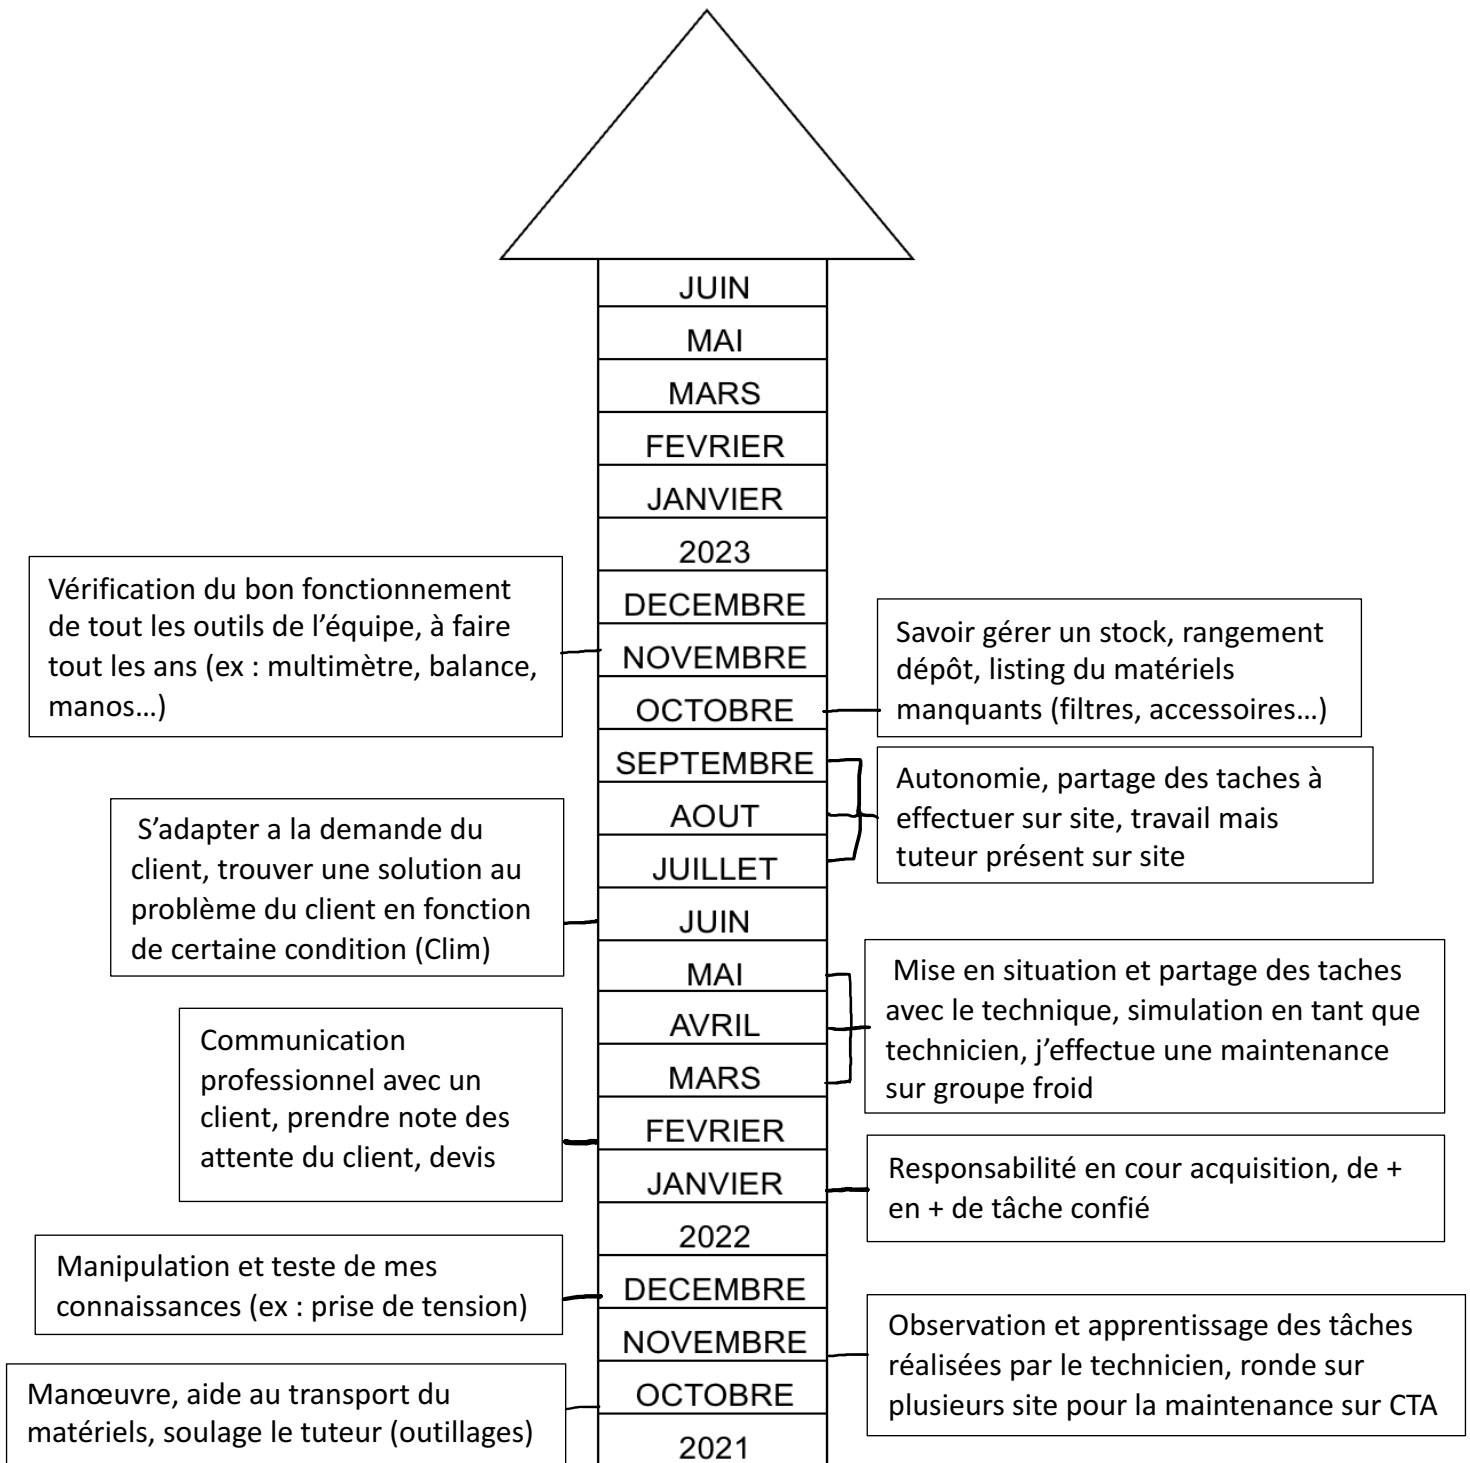 JUIN
MAI
MARS
FEVRIER
JANVIER
2023
DECEMBRE
NOVEMBRE
OCTOBRE
SEPTEMBRE
AOUT
JUILLET
JUIN
MAI
AVRIL
MARS
FEVRIER
JANVIER
2022
DECEMBRE
NOVEMBRE
OCTOBRE
2021
Vérification du bon fonctionnement
de tout les outils de l’équipe, à faire
tout les ans (ex : multimètre, balance,
manos…)
Savoir gérer un stock, rangement
dépôt, listing du matériels
manquants (filtres, accessoires…)
Autonomie, partage des taches à
effectuer sur site, travail mais
tuteur présent sur site
S’adapter a la demande du
client, trouver une solution au
problème du client en fonction
de certaine condition (Clim)
Mise en situation et partage des taches
avec le technique, simulation en tant que
technicien, j’effectue une maintenance
sur groupe froid
Communication
professionnel avec un
client, prendre note des
attente du client, devis
Responsabilité en cour acquisition, de +
en + de tâche confié
Manipulation et teste de mes
connaissances (ex : prise de tension)
Observation et apprentissage des tâches
réalisées par le technicien, ronde sur
plusieurs site pour la maintenance sur CTA
Manœuvre, aide au transport du
matériels, soulage le tuteur (outillages)